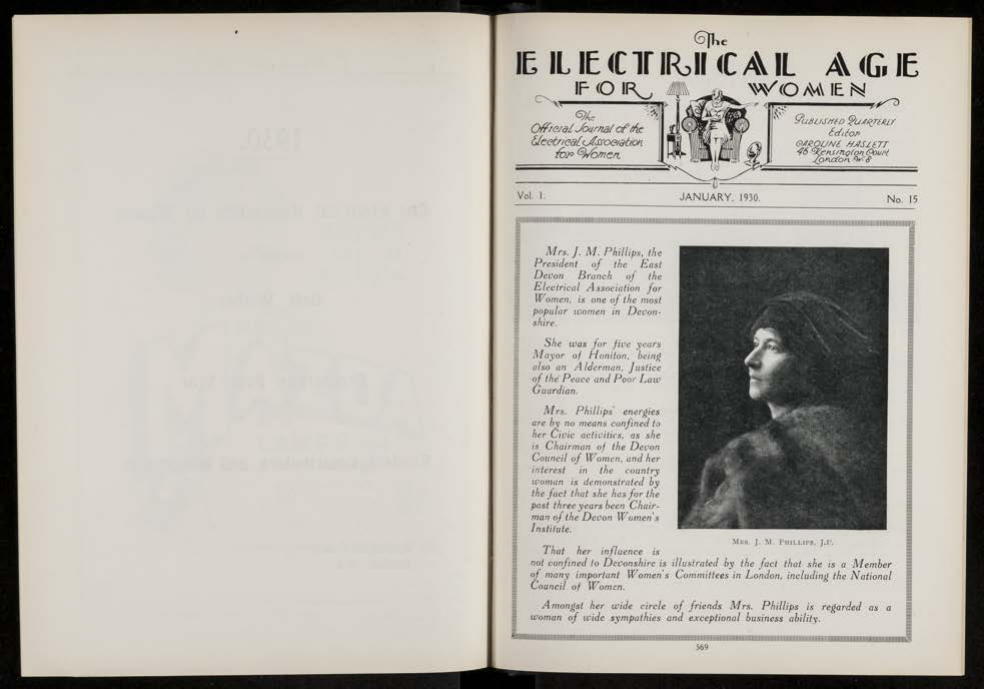 The
ELECTRICAL AGE
FOR WOMEN
The
Official Journal of the
Electrical Association
for Women
PUBLISHED QUARTERLY
Editor
CAROLINE HASLETT
46 Kensington Court
London W.8
Vol. 1. JANUARY, 1930. No. 15
Mrs. J. M. Phillips, the
President of the East
Devon Branch of the
Electrical Association for
Women, is one of the most
popular women in Devon-
shire.
She was for five years
Mayor of Honiton, being
also an Alderman, Justice
of the Peace and Poor Law
Guardian.
Mrs. Phillips' energies
are by no means confined to
her Civic activities, as she
is Chairman of the Devon
Council of Women, and her
interest in the country
woman is demonstrated by
the fact that she has for the
past three years been Chair-
man of the Devon Women's
Institute.
MRS. J. M. PHILLIPS, J.P.
That her influence is
not confined to Devonshire is illustrated by the fact that she is a Member
of many important Women's Committees in London, including the National
Council of Women.
Amongst her wide circle of friends Mrs. Phillips is regarded as a
woman of wide sympathies and exceptional business ability.
569